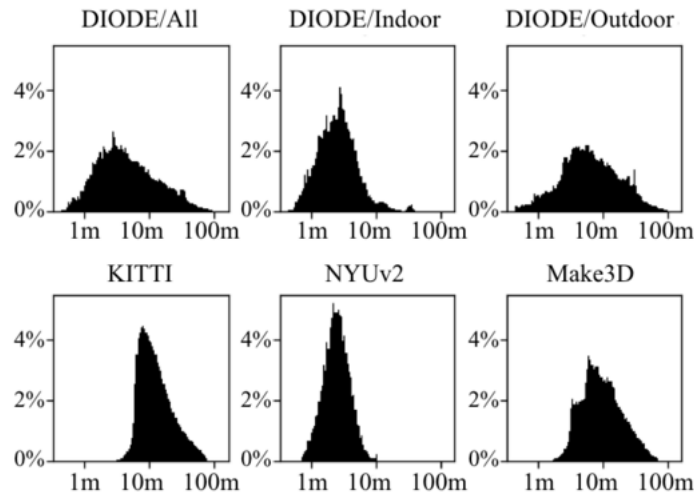 DIODE/All DIODE/Indoor DIODE/Outdoor
4% 4% 4%
2% 2% 2%
0% 0% 0%
1m 10m 100m 1m 10m 100m 1m 10m 100m
KITTI NYUv2 Make3D
4% 4% 4%
2% 2% 2%
0% 0% 0%
1m 10m 100m 1m 10m 100m 1m 10m 100m